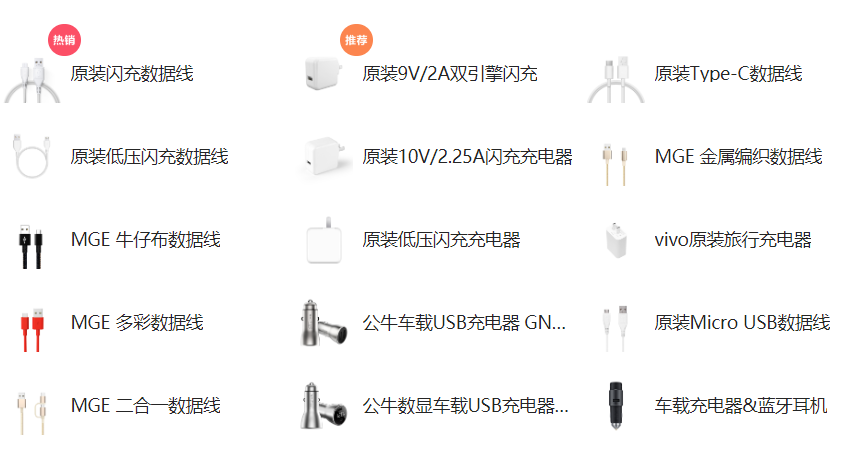 热销
推荐
原装闪充数据线
原装9V/2A双引擎闪充
原装Type-C数据线
原装低压闪充数据线
原装10V/2.25A闪充充电器
MGE 金属编织数据线
MGE 牛仔布数据线
原装低压闪充充电器
vivo原装旅行充电器
MGE 多彩数据线
公牛车载USB充电器 GN...
原装Micro USB数据线
MGE 二合一数据线
公牛数显车载USB充电器...
车载充电器&蓝牙耳机